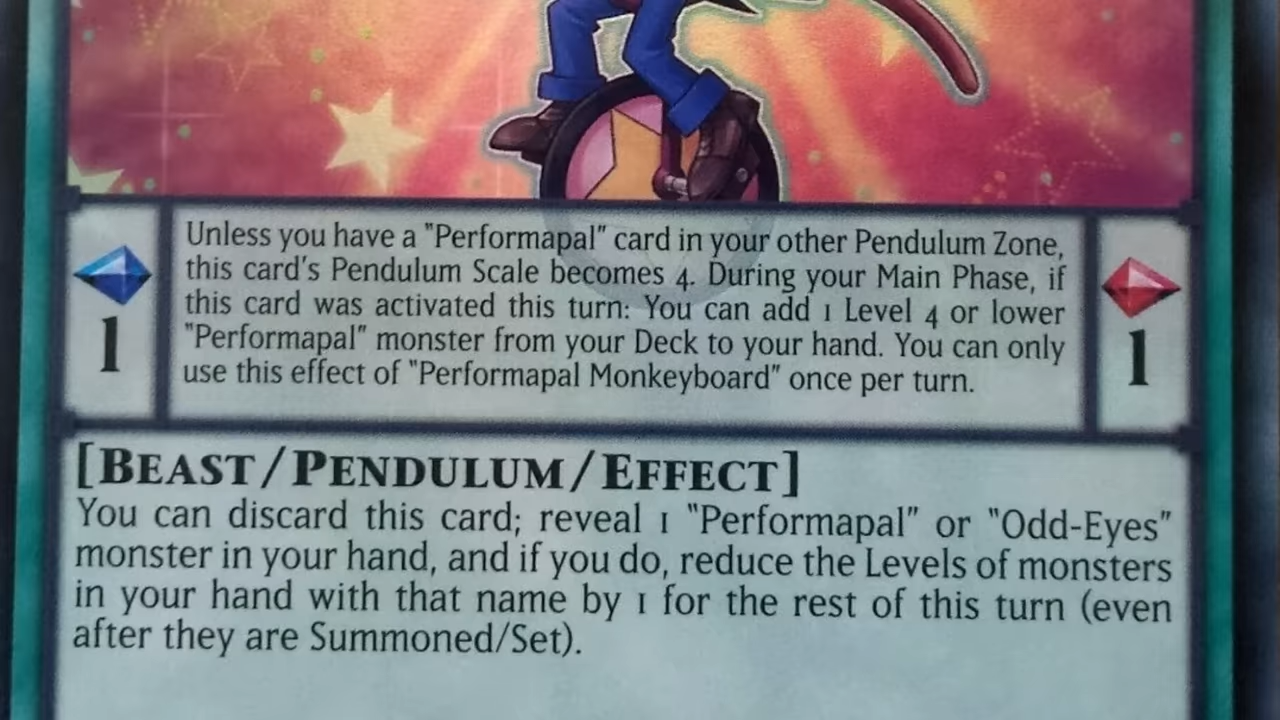 Unless you have a "Performapal" card in your other Pendulum Zone,
this card's Pendulum Scale becomes 4. During your Main Phase, if
this card was activated this turn: You can add 1 Level 4 or lower
"Performapal" monster from your Deck to your hand. You can only
use this effect of "Performapal Monkeyboard" once per turn.
1
1
[BEAST/PENDULUM/EFFECT]
You can discard this card; reveal 1 "Performapal" or "Odd-Eyes"
monster in your hand, and if you do, reduce the Levels of monsters
in your hand with that name by 1 for the rest of this turn (even
after they are Summoned/Set).